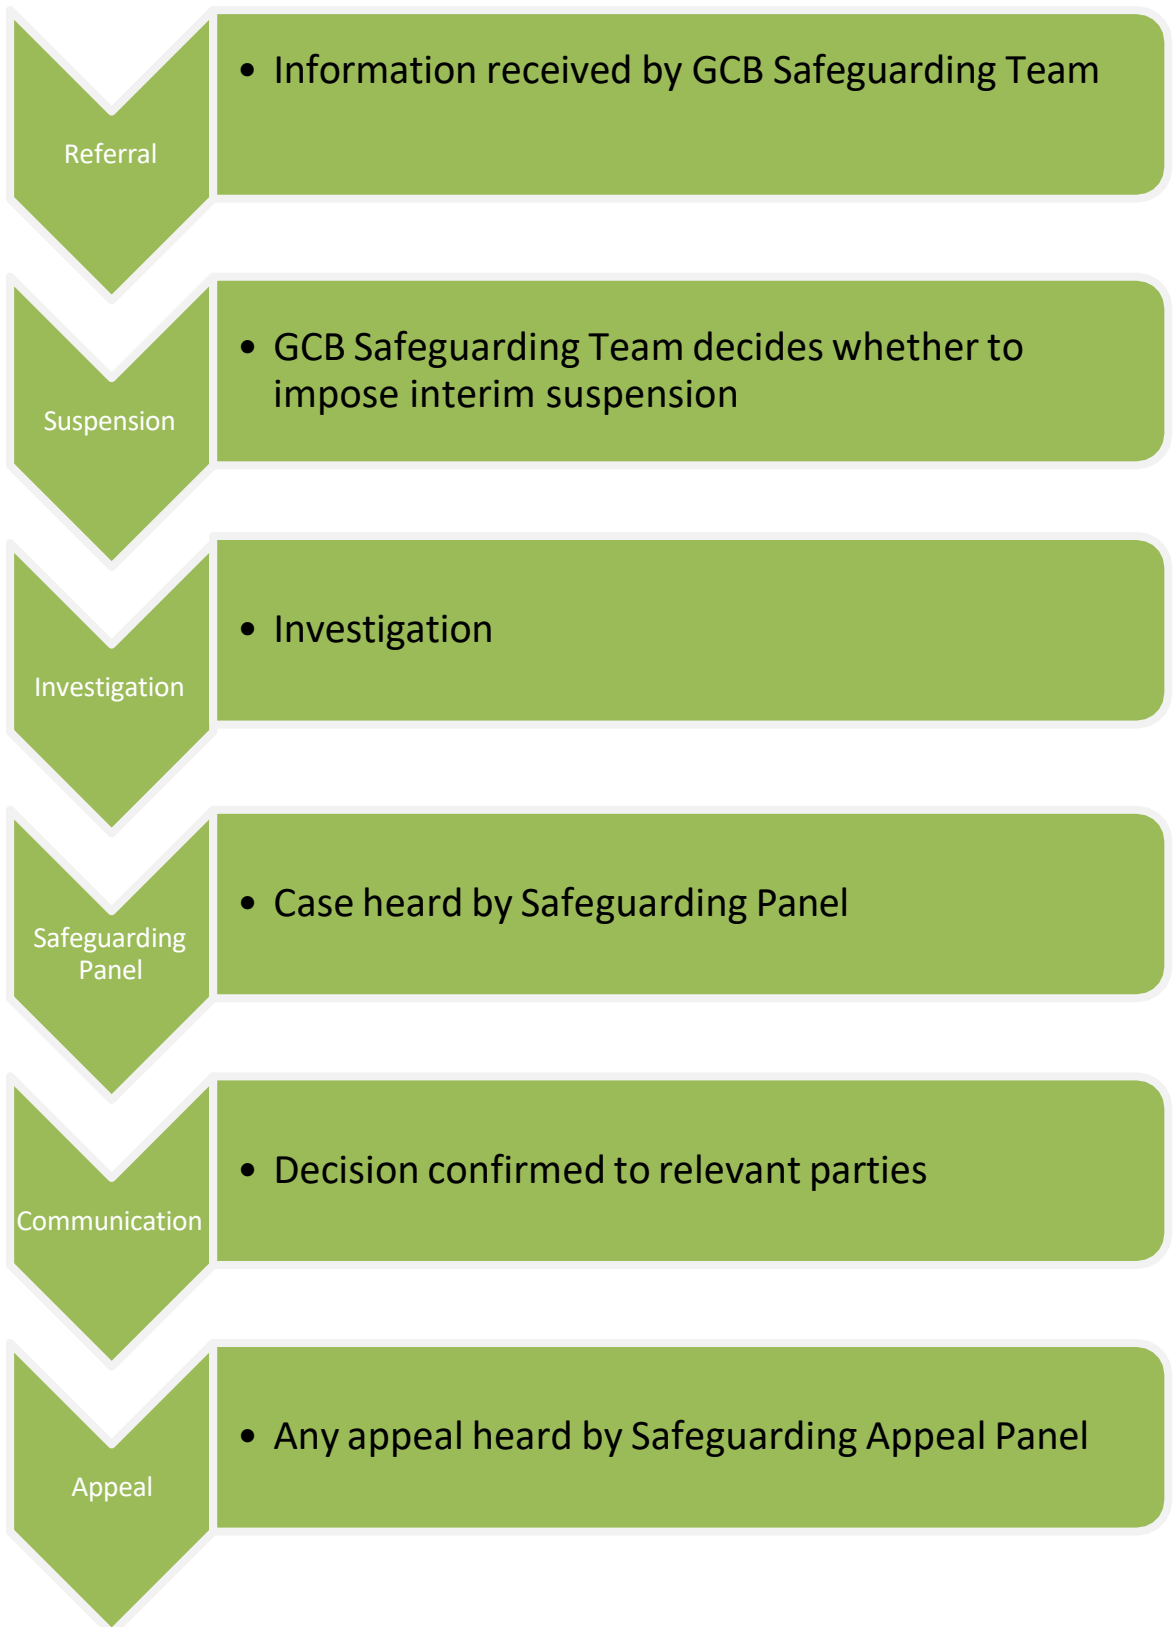 • Information received by GCB Safeguarding Team
Referral
• GCB Safeguarding Team decides whether to
impose interim suspension
Suspension
• Investigation
Investigation
• Case heard by Safeguarding Panel
Safeguarding
Panel
• Decision confirmed to relevant parties
Communication
• Any appeal heard by Safeguarding Appeal Panel
Appeal